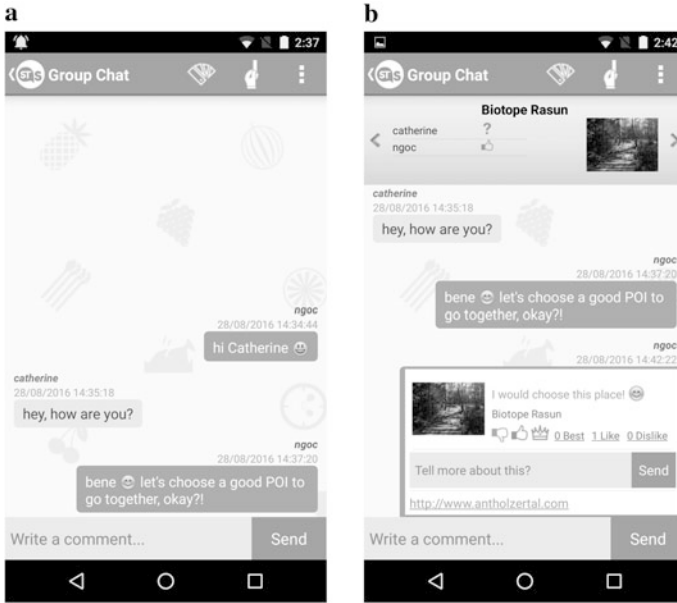 a
2:37
STS Group Chat
ngoc
28/08/2016 14:34:44
hi Catherine
catherine
28/08/2016 14:35:18
hey, how are you?
ngoc
28/08/2016 14:37:20
bene let's choose a good POI to
go together, okay?!
Write a comment...
Send
b
2:42
STS Group Chat
Biotope Rasun
catherine ?
ngoc
catherine
28/08/2016 14:35:18
hey, how are you?
ngoc
28/08/2016 14:37:20
bene let's choose a good POI to
go together, okay?!
ngoc
28/08/2016 14:42:22
I would choose this place!
Biotope Rasun
0 Best 1 Like 0 Dislike
Tell more about this?
Send
http://www.antholzertal.com
Write a comment...
Send